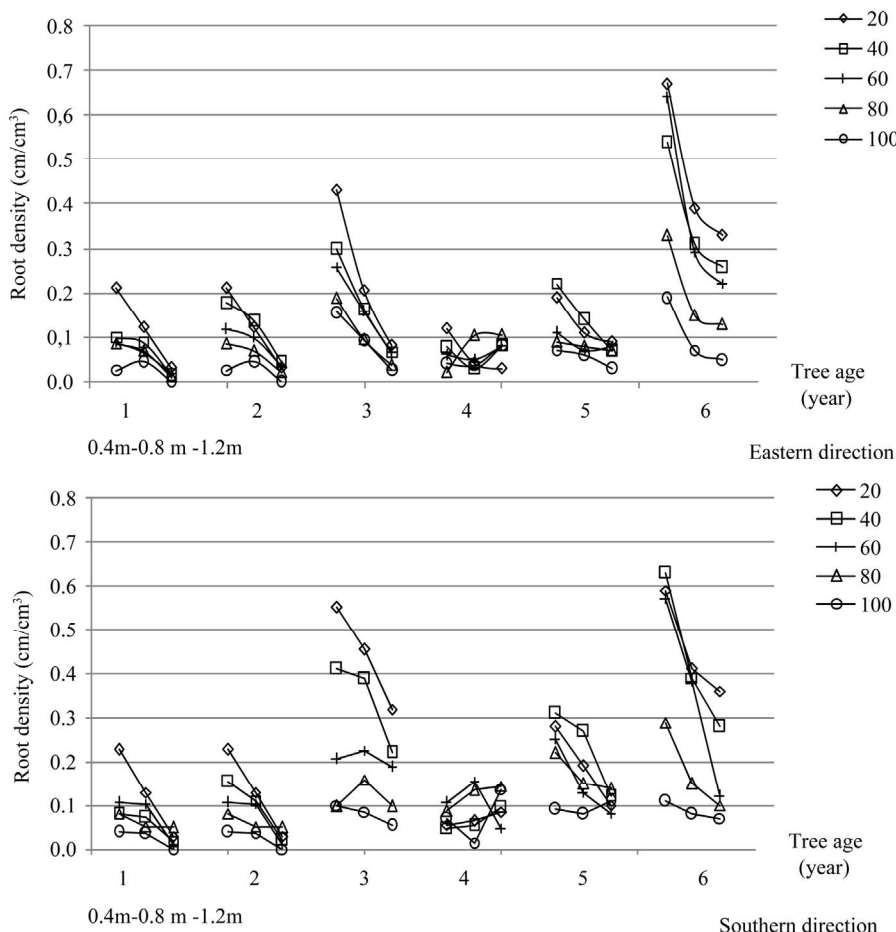 0.8
0.7
0.6
0.5
0.4
0.3
0.2
0.1
0.0
Root density (cm/cm³)
1 2 3 4 5 6
Tree age
(year)
0.4m-0.8 m -1.2m
Eastern direction
20
40
60
80
100
0.8
0.7
0.6
0.5
0.4
0.3
0.2
0.1
0.0
Root density (cm/cm³)
1 2 3 4 5 6
Tree age
(year)
0.4m-0.8 m -1.2m
Southern direction
20
40
60
80
100